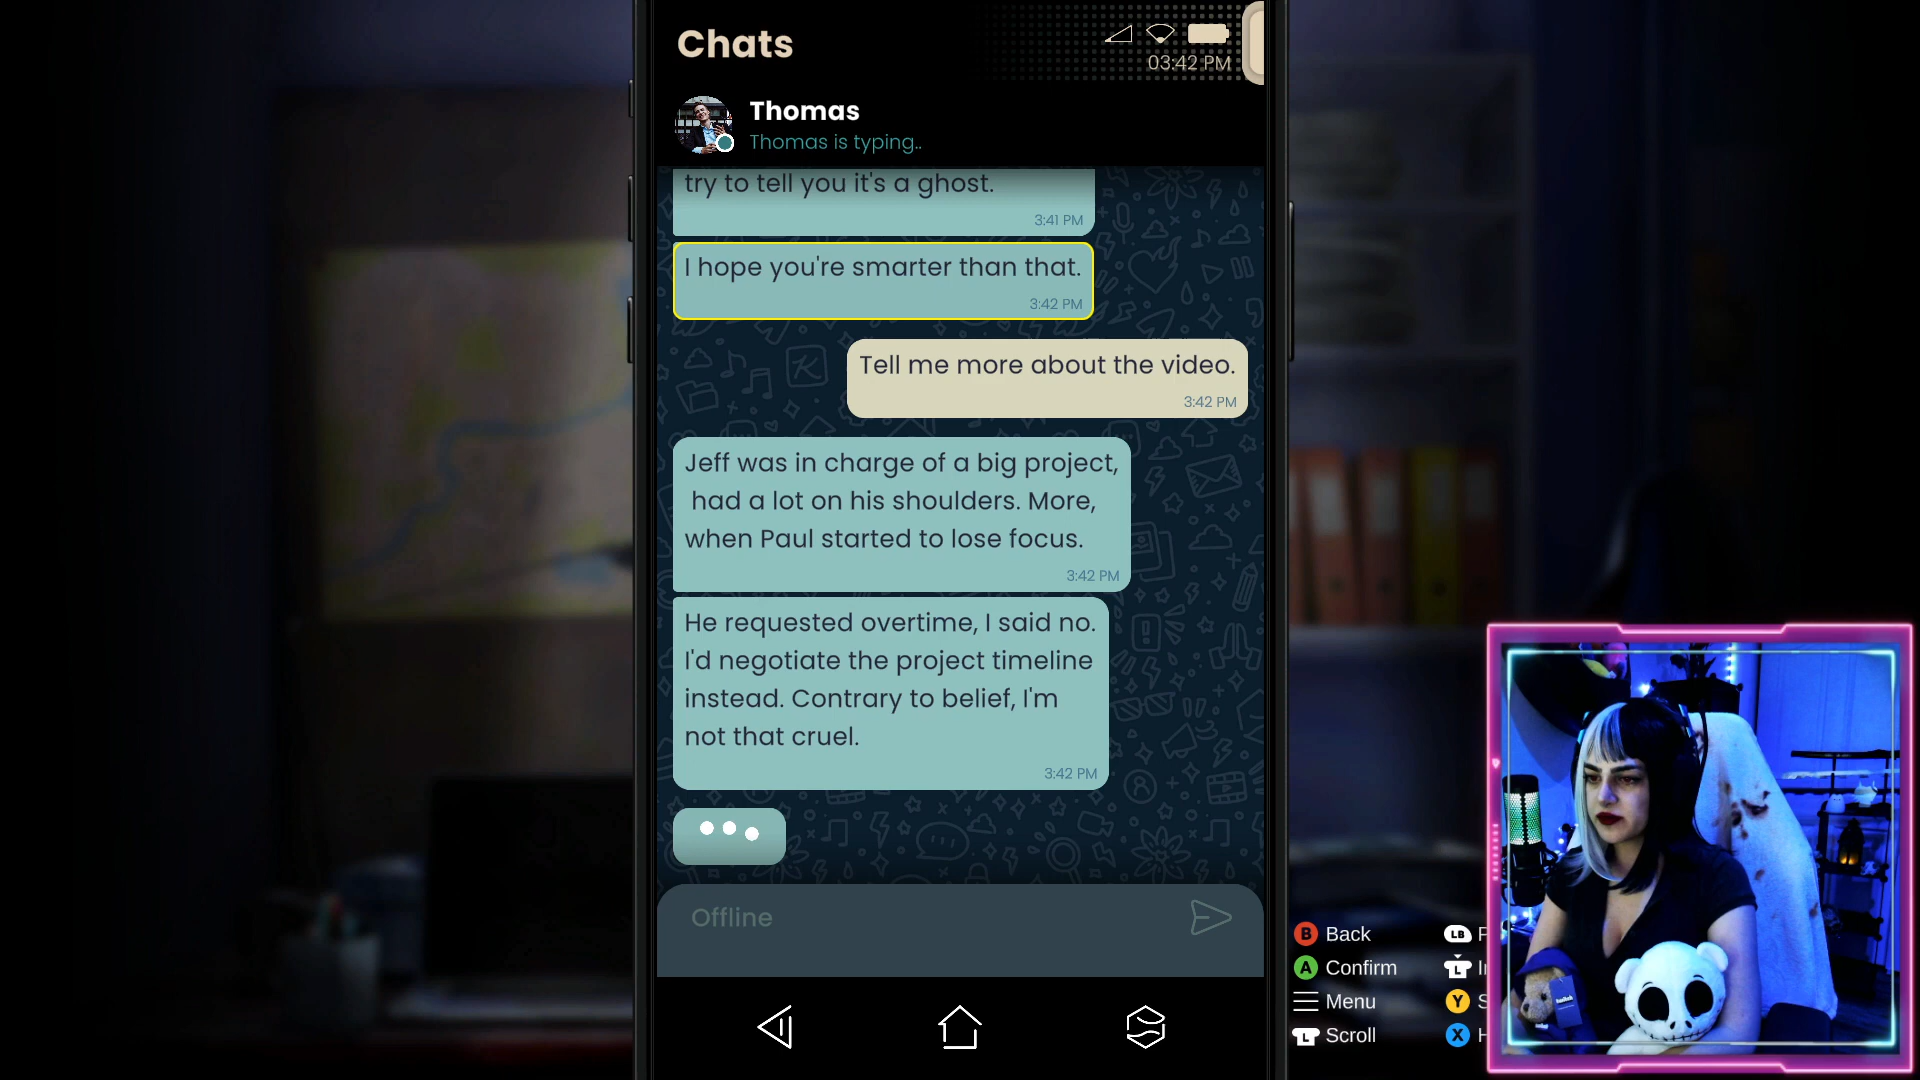 Chats
03:42 PM
Thomas
Thomas is typing..
try to tell you it's a ghost.
3:41 PM
I hope you're smarter than that.
3:42 PM
Tell me more about the video.
3:42 PM
Jeff was in charge of a big project,
had a lot on his shoulders. More,
when Paul started to lose focus.
3:42 PM
He requested overtime, I said no.
I'd negotiate the project timeline
instead. Contrary to belief, I'm
not that cruel.
3:42 PM
Offline
B Back
LB
A Confirm
L
Menu
Y
L Scroll
X